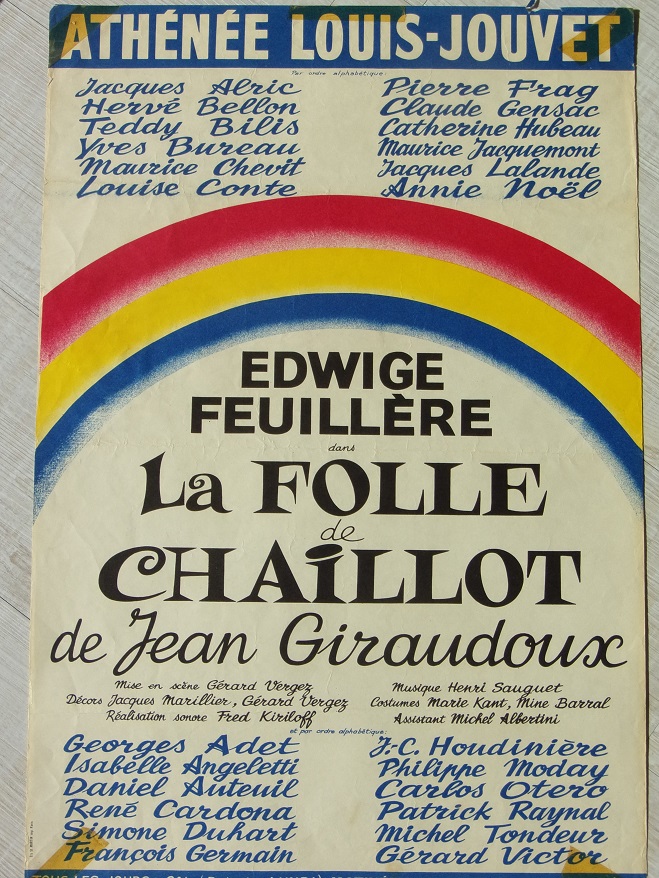 ATHÉNÉE LOUIS-JOUVET
Par ordre alphabétique:
Jacques Alric
Hervé Bellon
Teddy Bilis
Yves Bureau
Maurice Chevit
Louise Conte
Pierre Frag
Claude Gensac
Catherine Hubeau
Maurice Jacquemont
Jacques Lalande
Annie Noël
EDWIGE
FEUILLÈRE
dans
La FOLLE
de
CHAILLOT
de Jean Giraudoux
Mise en scène Gérard Vergez
Décors Jacques Marillier, Gérard Vergez
Réalisation sonore Fred Kiriloff
Musique Henri Sauguet
Costumes Marie Kant, Mine Barral
Assistant Michel Albertini
et par ordre alphabétique:
Georges Adet
Isabelle Angeletti
Daniel Auteuil
René Cardona
Simone Duhart
François Germain
J.C. Houdinière
Philippe Moday
Carlos Otero
Patrick Raynal
Michel Tondeur
Gérard Victor